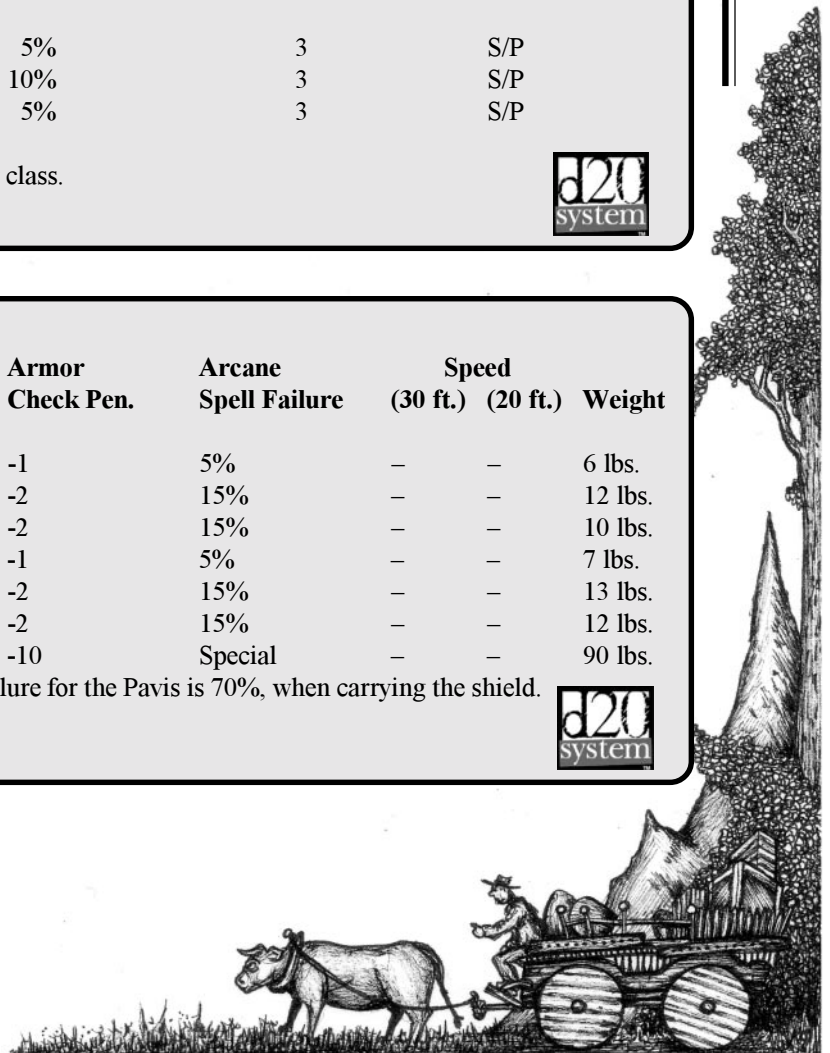 5% 3 S/P
10% 3 S/P
5% 3 S/P
class.
d20
system
Armor Arcane Speed
Check Pen. Spell Failure (30 ft.) (20 ft.) Weight
-1 5% – – 6 lbs.
-2 15% – – 12 lbs.
-2 15% – – 10 lbs.
-1 5% – – 7 lbs.
-2 15% – – 13 lbs.
-2 15% – – 12 lbs.
-10 Special – – 90 lbs.
lure for the Pavis is 70%, when carrying the shield.
d20
system